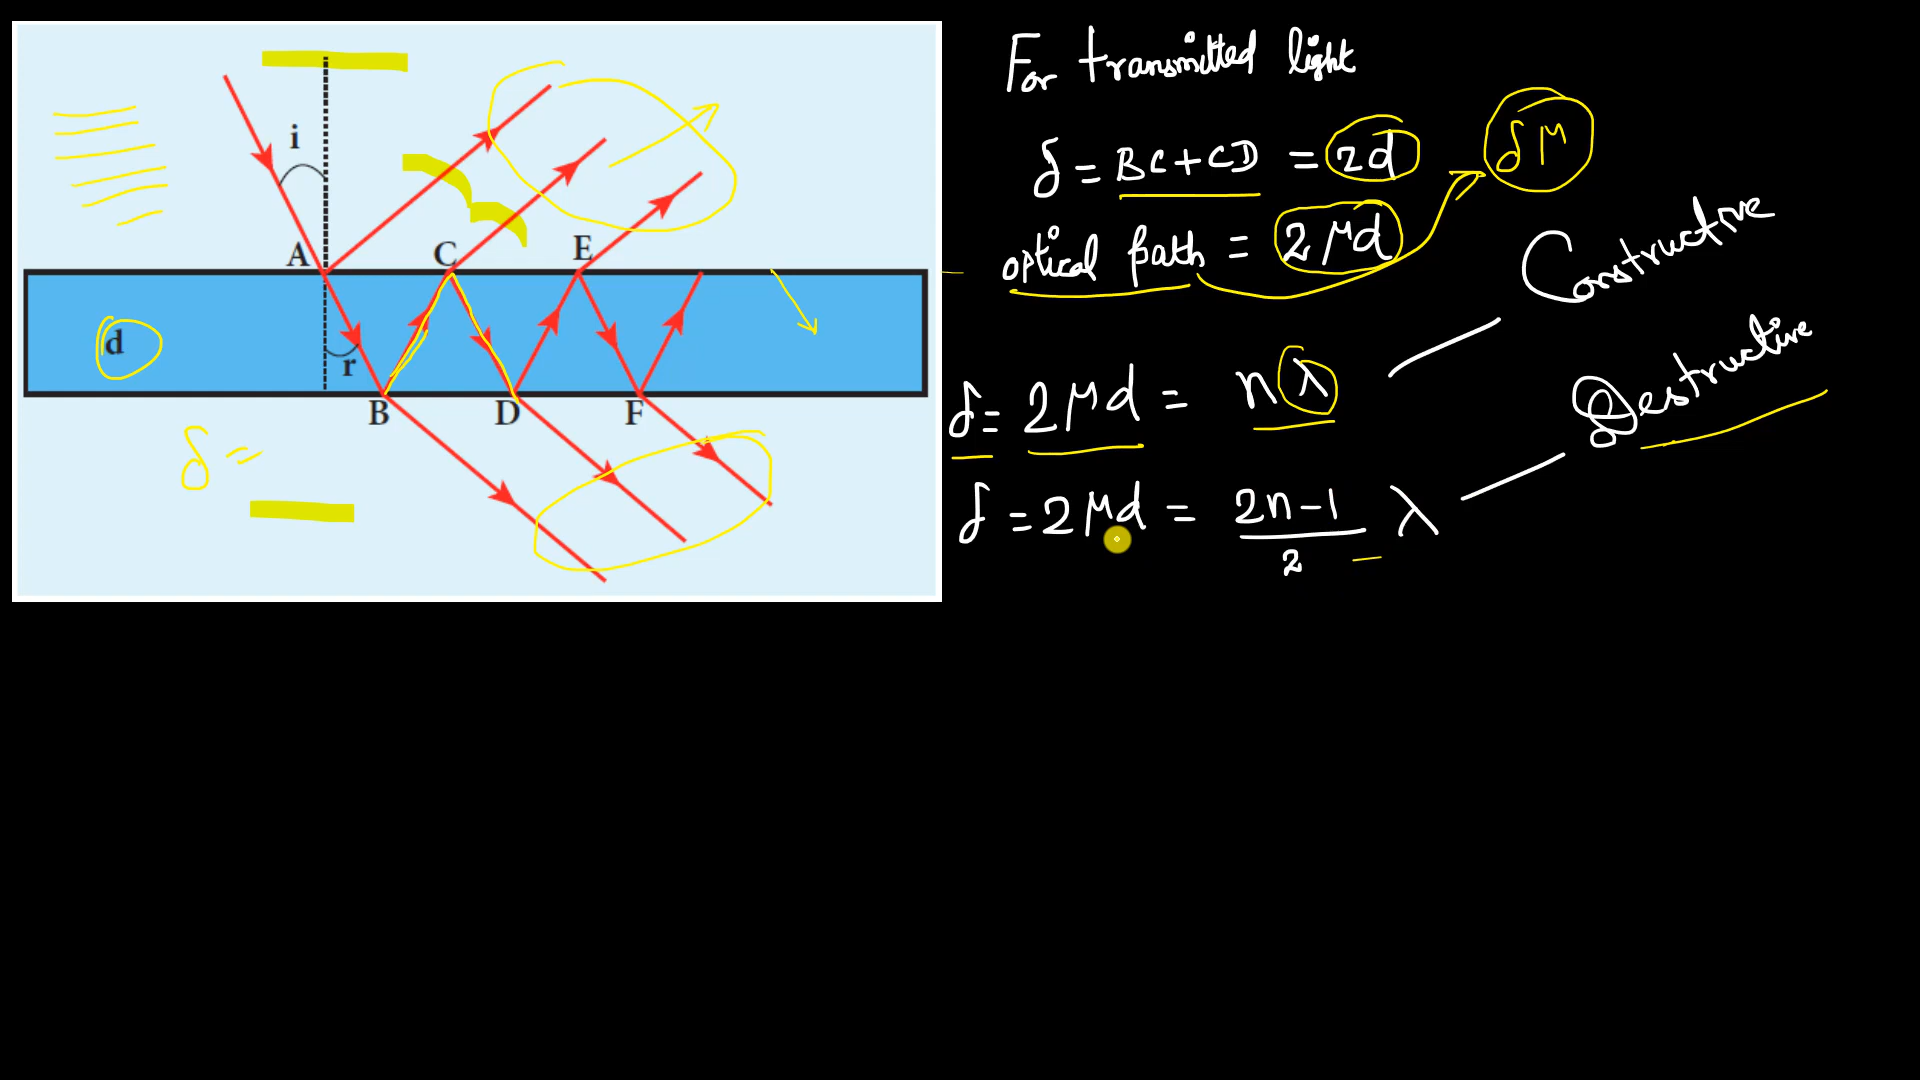 i
A
C
E
d
r
B
D
F
δ =
For transmitted light
δ = BC + CD = 2d
δμ
optical path = 2μd
δ = 2μd = nλ
Constructive
δ = 2μd = 2n-1/2 λ
Destructive